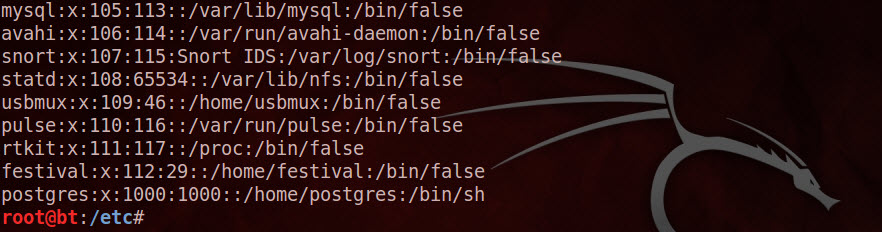 mysql:x:105:113::/var/lib/mysql:/bin/false
avahi:x:106:114::/var/run/avahi-daemon:/bin/false
snort:x:107:115:Snort IDS:/var/log/snort:/bin/false
statd:x:108:65534::/var/lib/nfs:/bin/false
usbmux:x:109:46::/home/usbmux:/bin/false
pulse:x:110:116::/var/run/pulse:/bin/false
rtkit:x:111:117::/proc:/bin/false
festival:x:112:29::/home/festival:/bin/false
postgres:x:1000:1000::/home/postgres:/bin/sh
root@bt:/etc#